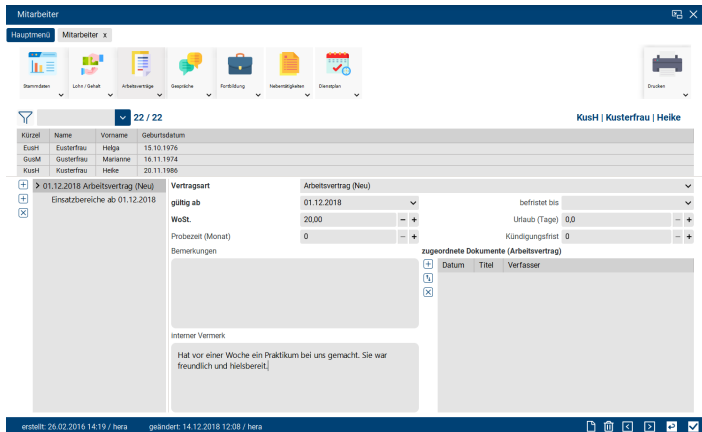 Mitarbeiter
Hauptmenü Mitarbeiter x
Stammdaten Lohn / Gehalt Arbeitsverträge Gespräche Fortbildung Nebentätigkeiten Dienstplan Drucken
22 / 22 KusH | Kusterfrau | Heike
Kürzel Name Vorname Geburtsdatum
EusH Eusterfrau Helga 15.10.1976
GusM Gusterfrau Marianne 16.11.1974
KusH Kusterfrau Heike 20.11.1986
01.12.2018 Arbeitsvertrag (Neu) Vertragsart Arbeitsvertrag (Neu)
Einsatzbereiche ab 01.12.2018 gültig ab 01.12.2018 befristet bis
WoSt. 20,00 Urlaub (Tage) 0,0
Probezeit (Monat) 0 Kündigungsfrist 0
Bemerkungen zugeordnete Dokumente (Arbeitsvertrag)
Datum Titel Verfasser
interner Vermerk
Hat vor einer Woche ein Praktikum bei uns gemacht. Sie war
freundlich und hielsbereit.
erstellt: 26.02.2016 14:19 / hera geändert: 14.12.2018 12:08 / hera